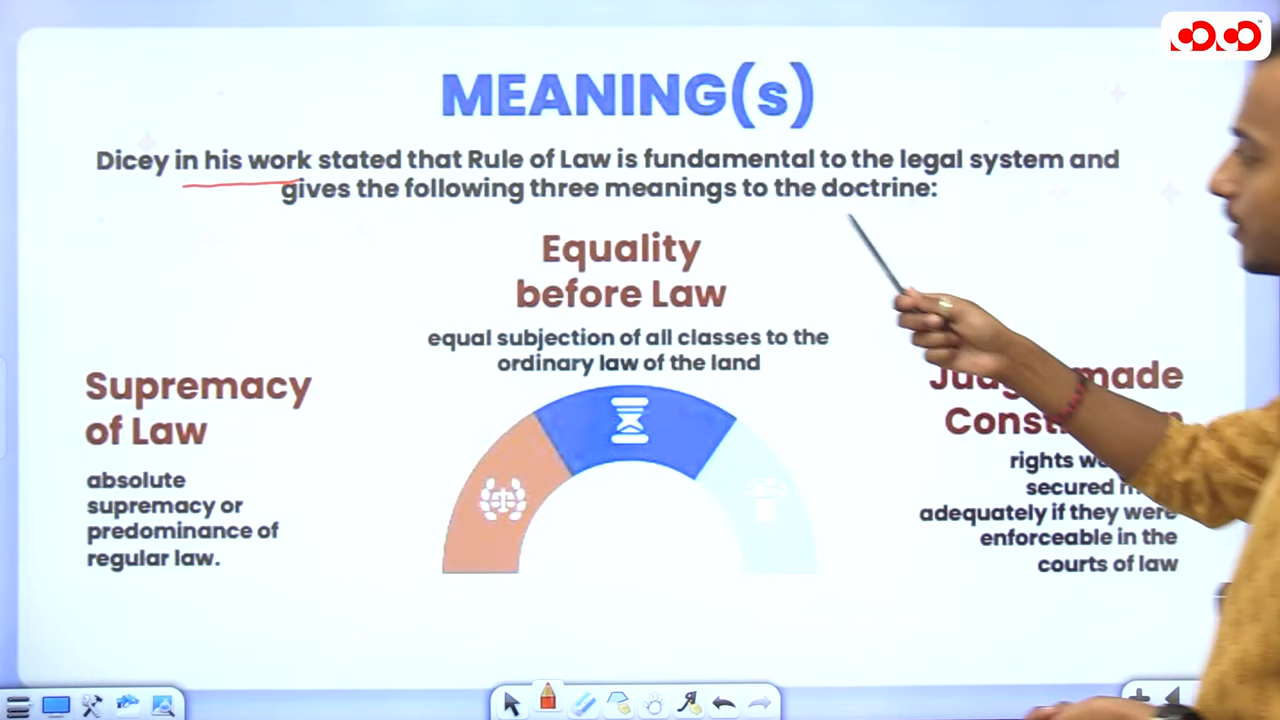 MEANING(s)
Dicey in his work stated that Rule of Law is fundamental to the legal system and
gives the following three meanings to the doctrine:
Equality
before Law
equal subjection of all classes to the
ordinary law of the land
Supremacy
of Law
absolute
supremacy or
predominance of
regular law.
made
rights
secured
adequately if they were
enforceable in the
courts of law